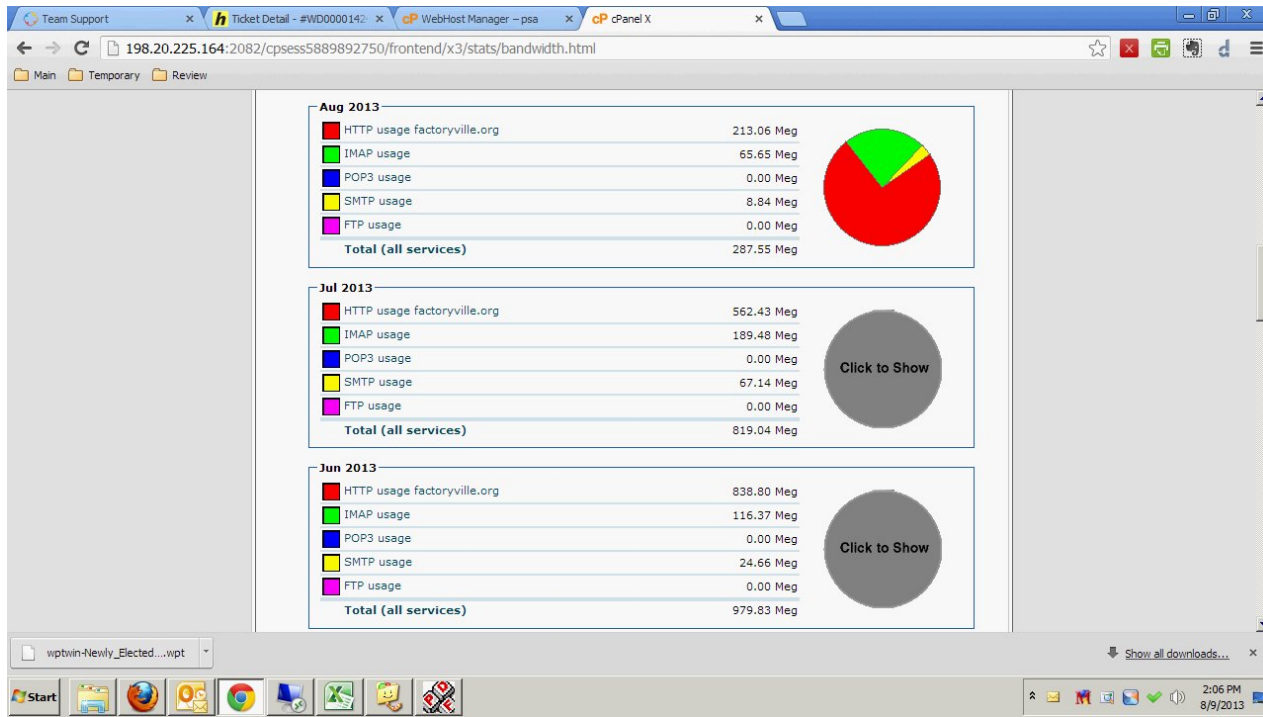 Team Support
Ticket Detail - #WD0000142
WebHost Manager – psa
cPanel X
198.20.225.164:2082/cpsess5889892750/frontend/x3/stats/bandwidth.html
Main Temporary Review
Aug 2013
HTTP usage factoryville.org 213.06 Meg
IMAP usage 65.65 Meg
POP3 usage 0.00 Meg
SMTP usage 8.84 Meg
FTP usage 0.00 Meg
Total (all services) 287.55 Meg
Jul 2013
HTTP usage factoryville.org 562.43 Meg
IMAP usage 189.48 Meg
POP3 usage 0.00 Meg
SMTP usage 67.14 Meg
FTP usage 0.00 Meg
Total (all services) 819.04 Meg
Click to Show
Jun 2013
HTTP usage factoryville.org 838.80 Meg
IMAP usage 116.37 Meg
POP3 usage 0.00 Meg
SMTP usage 24.66 Meg
FTP usage 0.00 Meg
Total (all services) 979.83 Meg
Click to Show
wptwin-Newly_Elected....wpt
Show all downloads...
Start
2:06 PM
8/9/2013